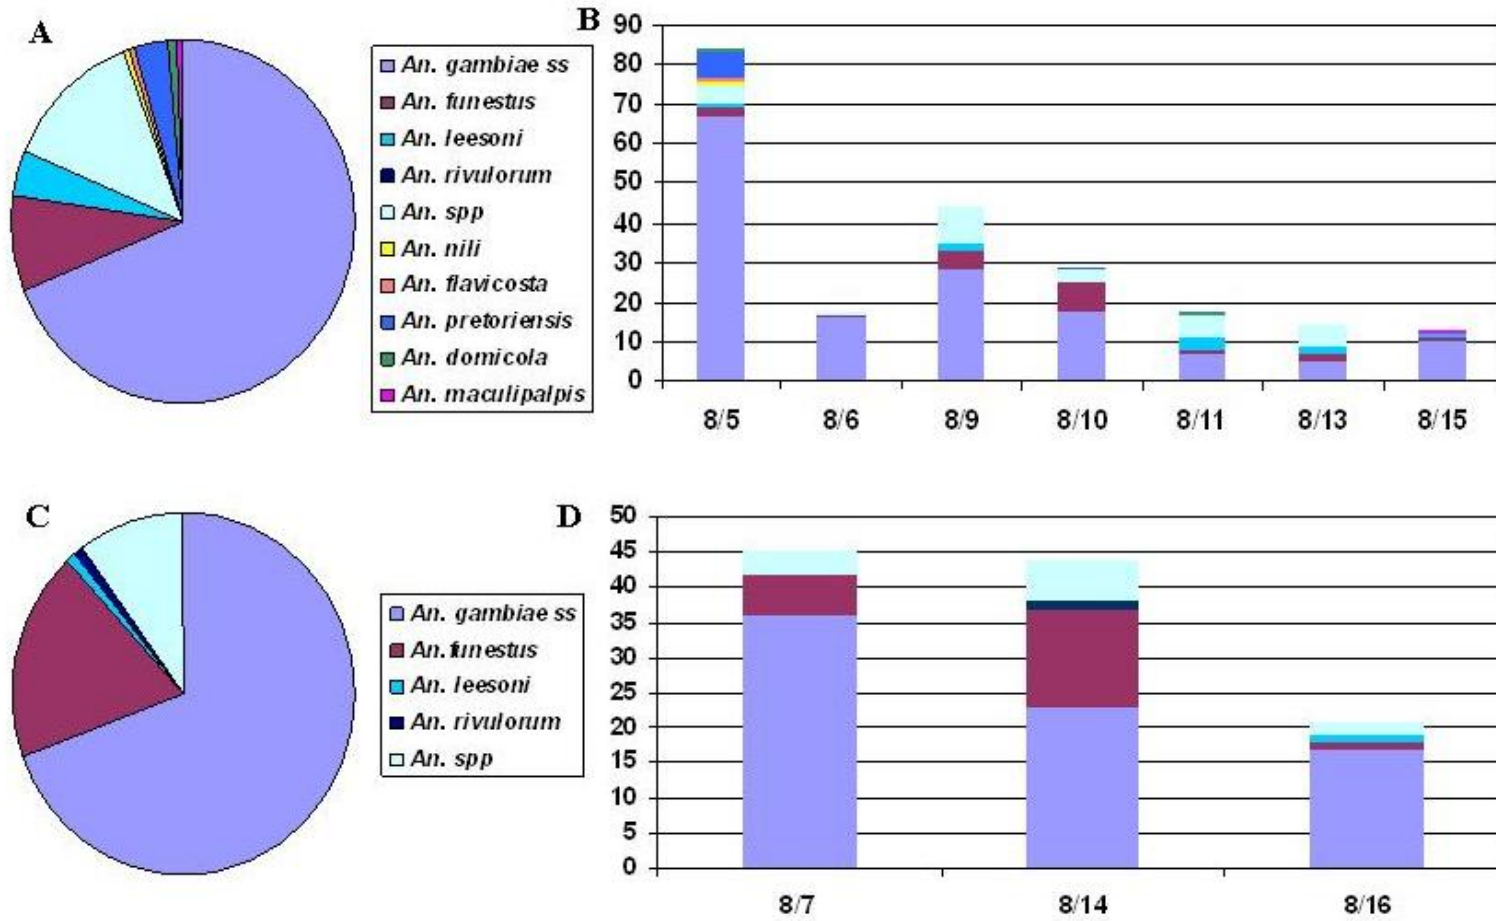 A
An. gambiae ss
An. funestus
An. leesoni
An. rivulorum
An. spp
An. nili
An. flavicosta
An. pretoriensis
An. domicola
An. maculipalpis
B
90
80
70
60
50
40
30
20
10
0
8/5 8/6 8/9 8/10 8/11 8/13 8/15
C
An. gambiae ss
An. funestus
An. leesoni
An. rivulorum
An. spp
D
50
45
40
35
30
25
20
15
10
5
0
8/7 8/14 8/16